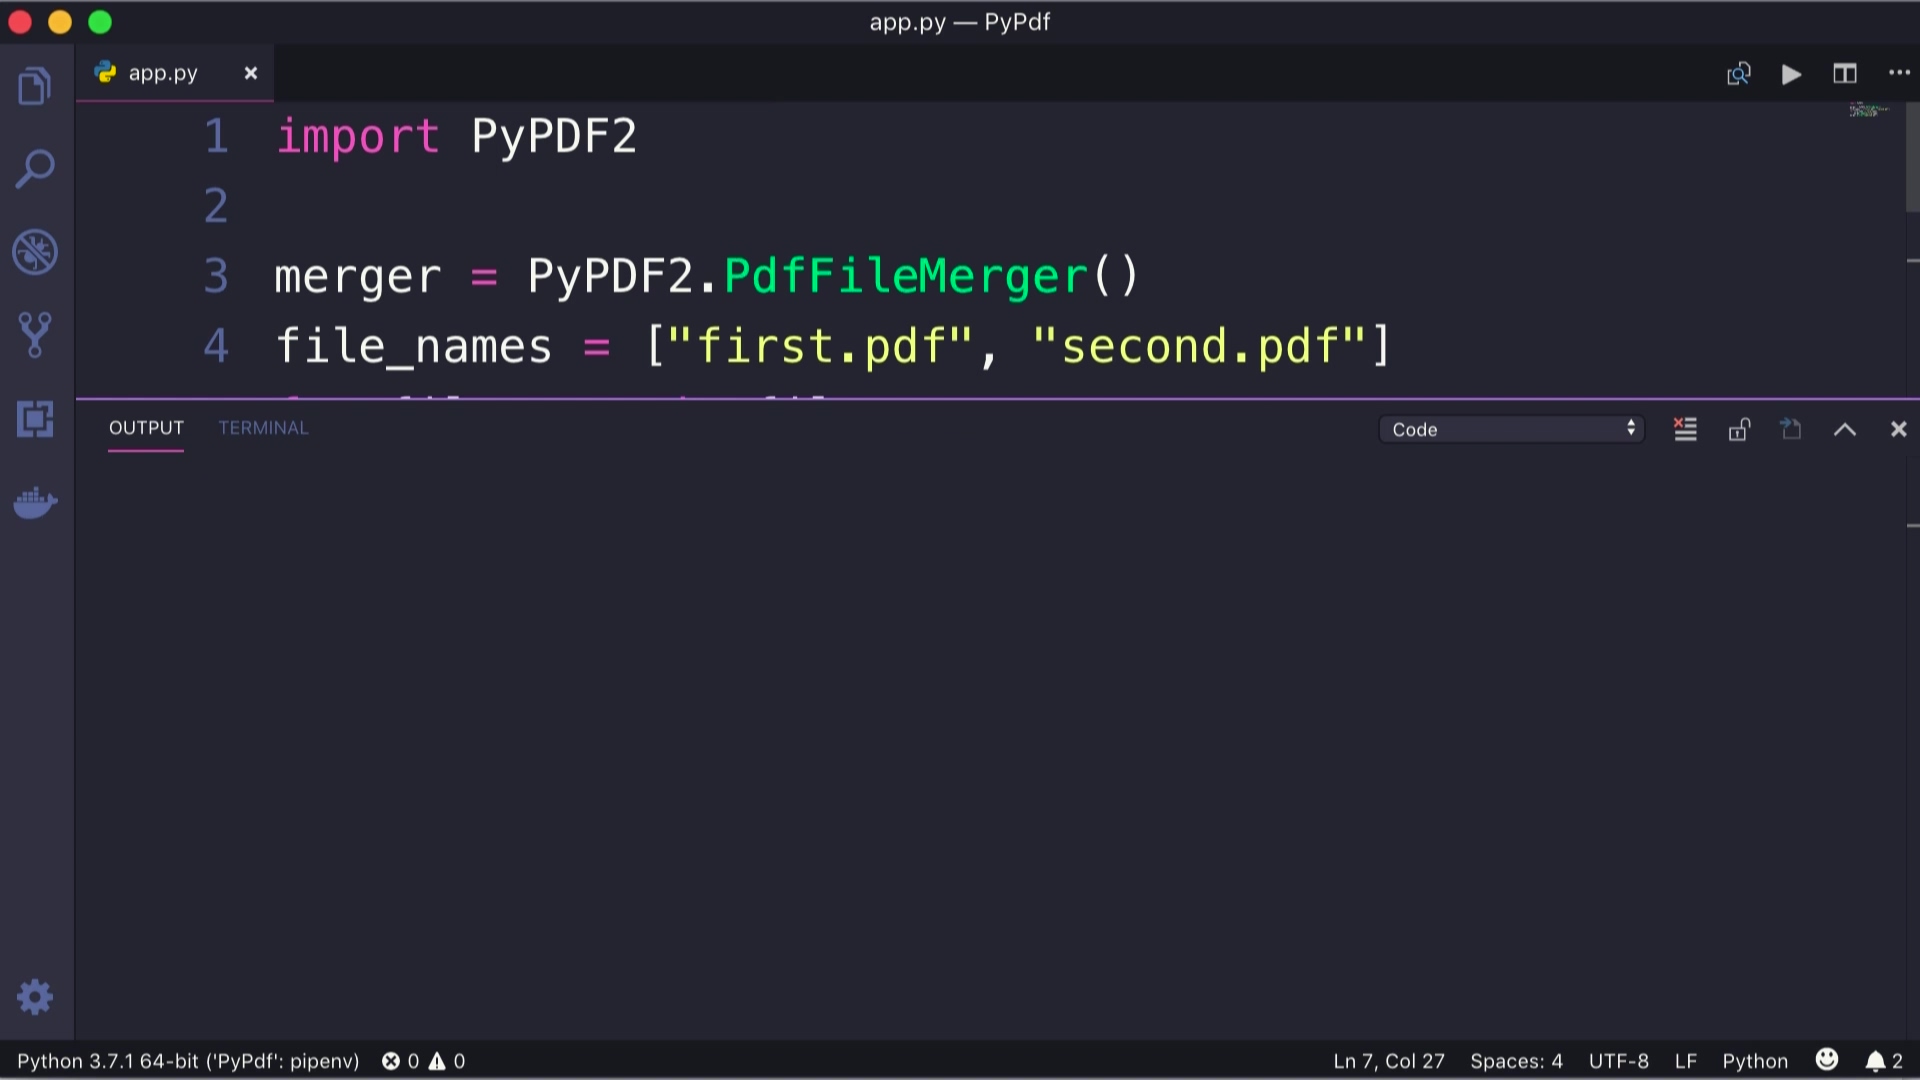 app.py — PyPdf
app.py
1 import PyPDF2
2
3 merger = PyPDF2.PdfFileMerger()
4 file_names = ["first.pdf", "second.pdf"]
OUTPUT TERMINAL Code
Python 3.7.1 64-bit ('PyPdf': pipenv) 0 0 Ln 7, Col 27 Spaces: 4 UTF-8 LF Python 2